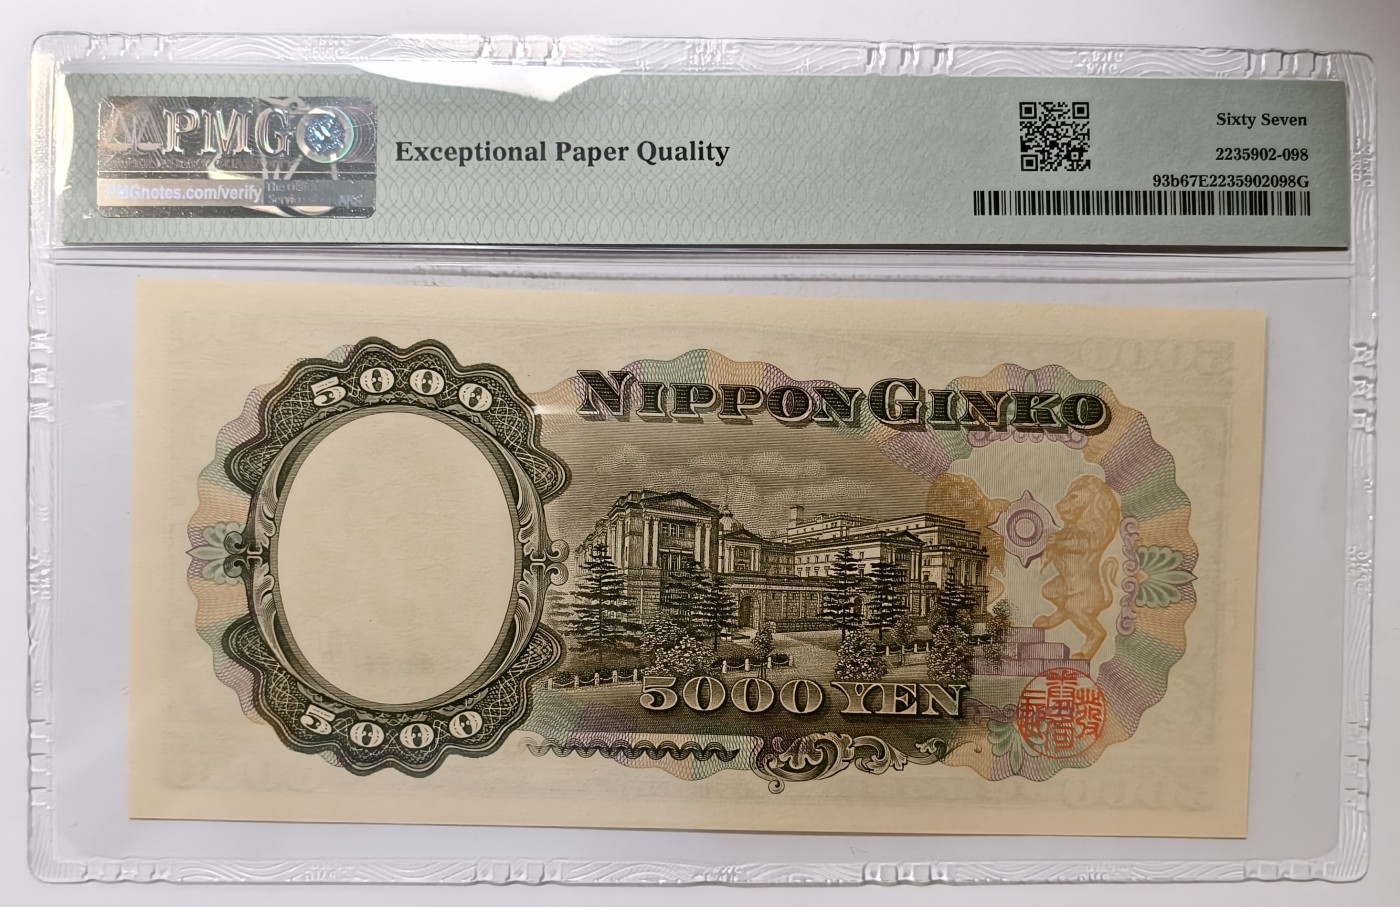 PMG
PMGnotes.com/verify
Exceptional Paper Quality
Sixty Seven
2235902-098
93b67E2235902098G
5000
NIPPON GINKO
5000 YEN
5000